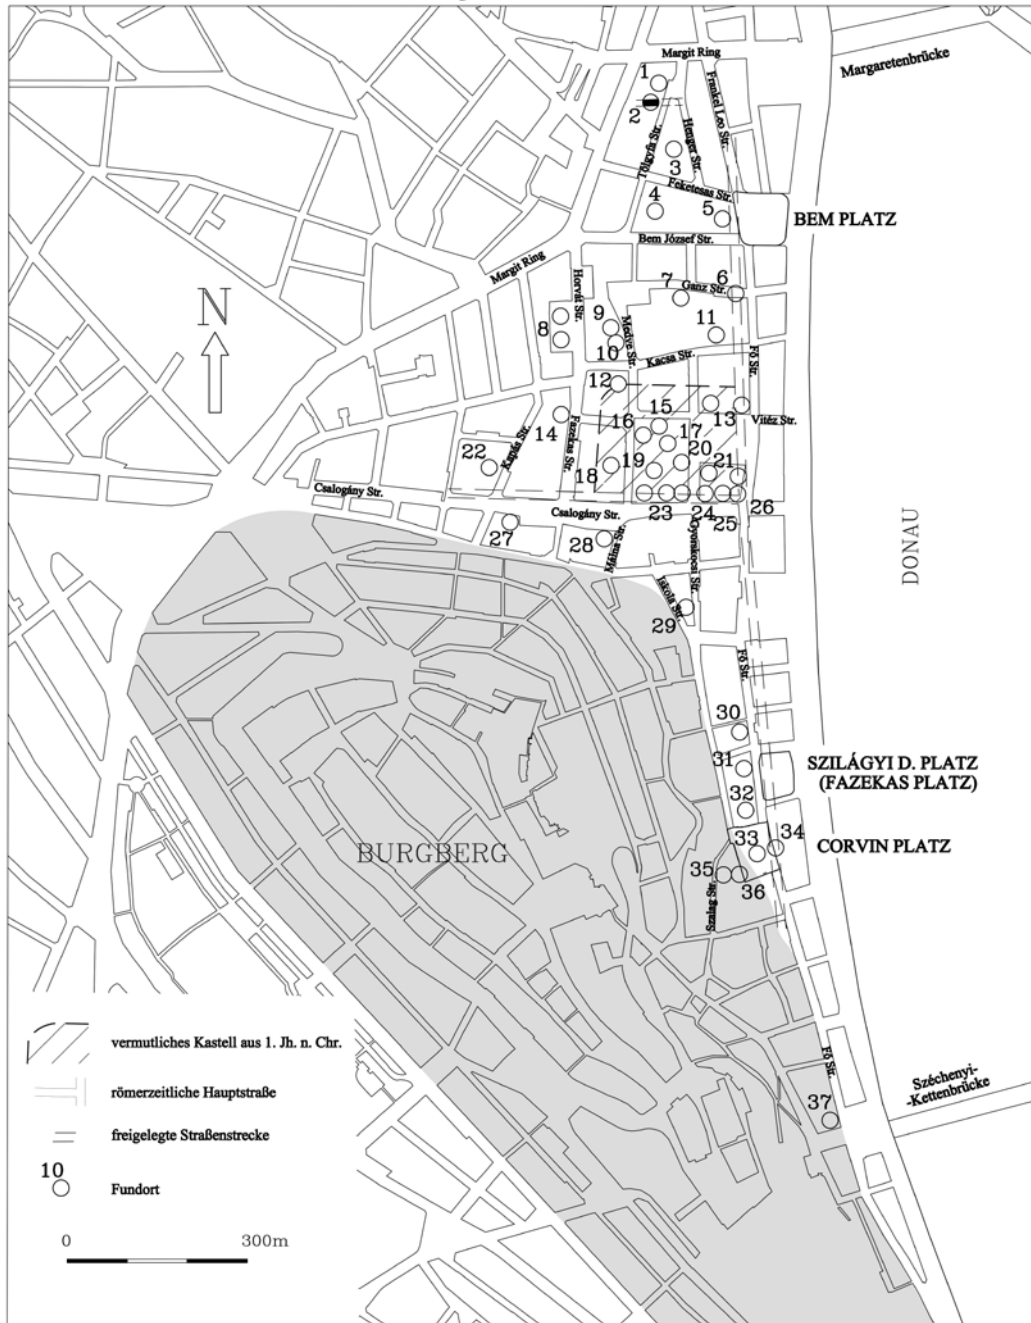 Margit Ring
Margaretenbrücke
1
2
Frankel Leo Str.
Tölgyfa Str.
Henger Str.
3
Feketesas Str.
4
5
BEM PLATZ
Bem József Str.
Margit Ring
N
Horvát Str.
6
7
Ganz Str.
8
9
10
Medve Str.
11
Kacsa Str.
Fő Str.
12
13
Vitéz Str.
14
15
16
17
Fazekas Str.
Kapás Str.
18
19
20
21
22
Csalogány Str.
Csalogány Str.
23
24
25
26
27
28
Málna Str.
Gyorskocsi Str.
DONAU
Iskola Str.
29
Fő Str.
30
31
SZILÁGYI D. PLATZ
(FAZEKAS PLATZ)
32
33
34
CORVIN PLATZ
BURGBERG
35
36
Szalag Str.
Fő Str.
Széchenyi-
-Kettenbrücke
37
vermutliches Kastell aus 1. Jh. n. Chr.
römerzeitliche Hauptstraße
freigelegte Straßenstrecke
10
Fundort
0 300m